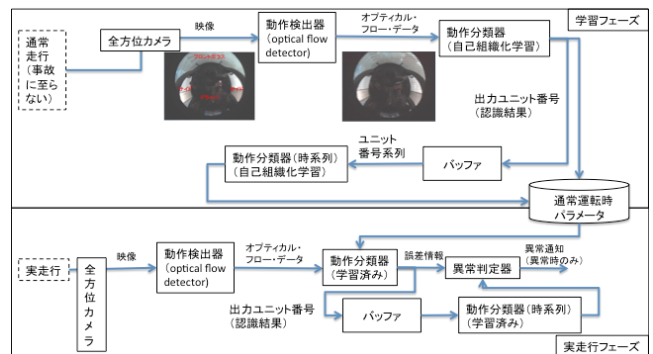 学習フェーズ
通常
走行
（事故
に至ら
ない）
全方位カメラ
映像
動作検出器
(optical flow
detector)
オプティカル・
フロー・データ
動作分類器
（自己組織化学習）
出力ユニット番号
（認識結果）
バッファ
ユニット
番号系列
動作分類器（時系列）
（自己組織化学習）
通常運転時
パラメータ
実走行
全方位カメラ
映像
動作検出器
(optical flow
detector)
オプティカル・
フロー・データ
動作分類器
（学習済み）
誤差情報
異常判定器
異常通知
（異常時のみ）
出力ユニット番号
（認識結果）
バッファ
動作分類器（時系列）
（学習済み）
実走行フェーズ